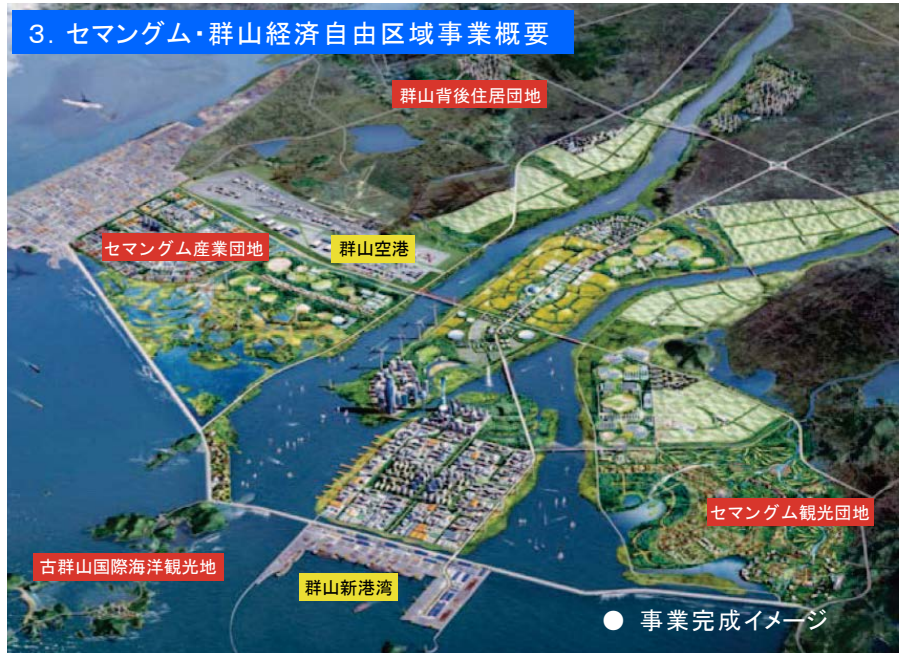 3．セマングム・群山経済自由区域事業概要
群山背後住居団地
セマングム産業団地
群山空港
セマングム観光団地
古群山国際海洋観光地
群山新港湾
● 事業完成イメージ